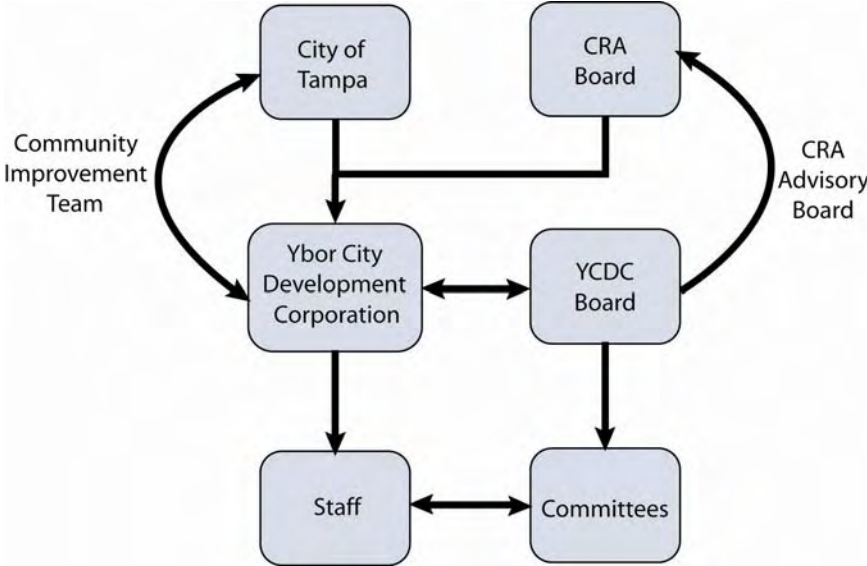 City of
Tampa
CRA
Board
Community
Improvement
Team
CRA
Advisory
Board
Ybor City
Development
Corporation
YCDC
Board
Staff
Committees